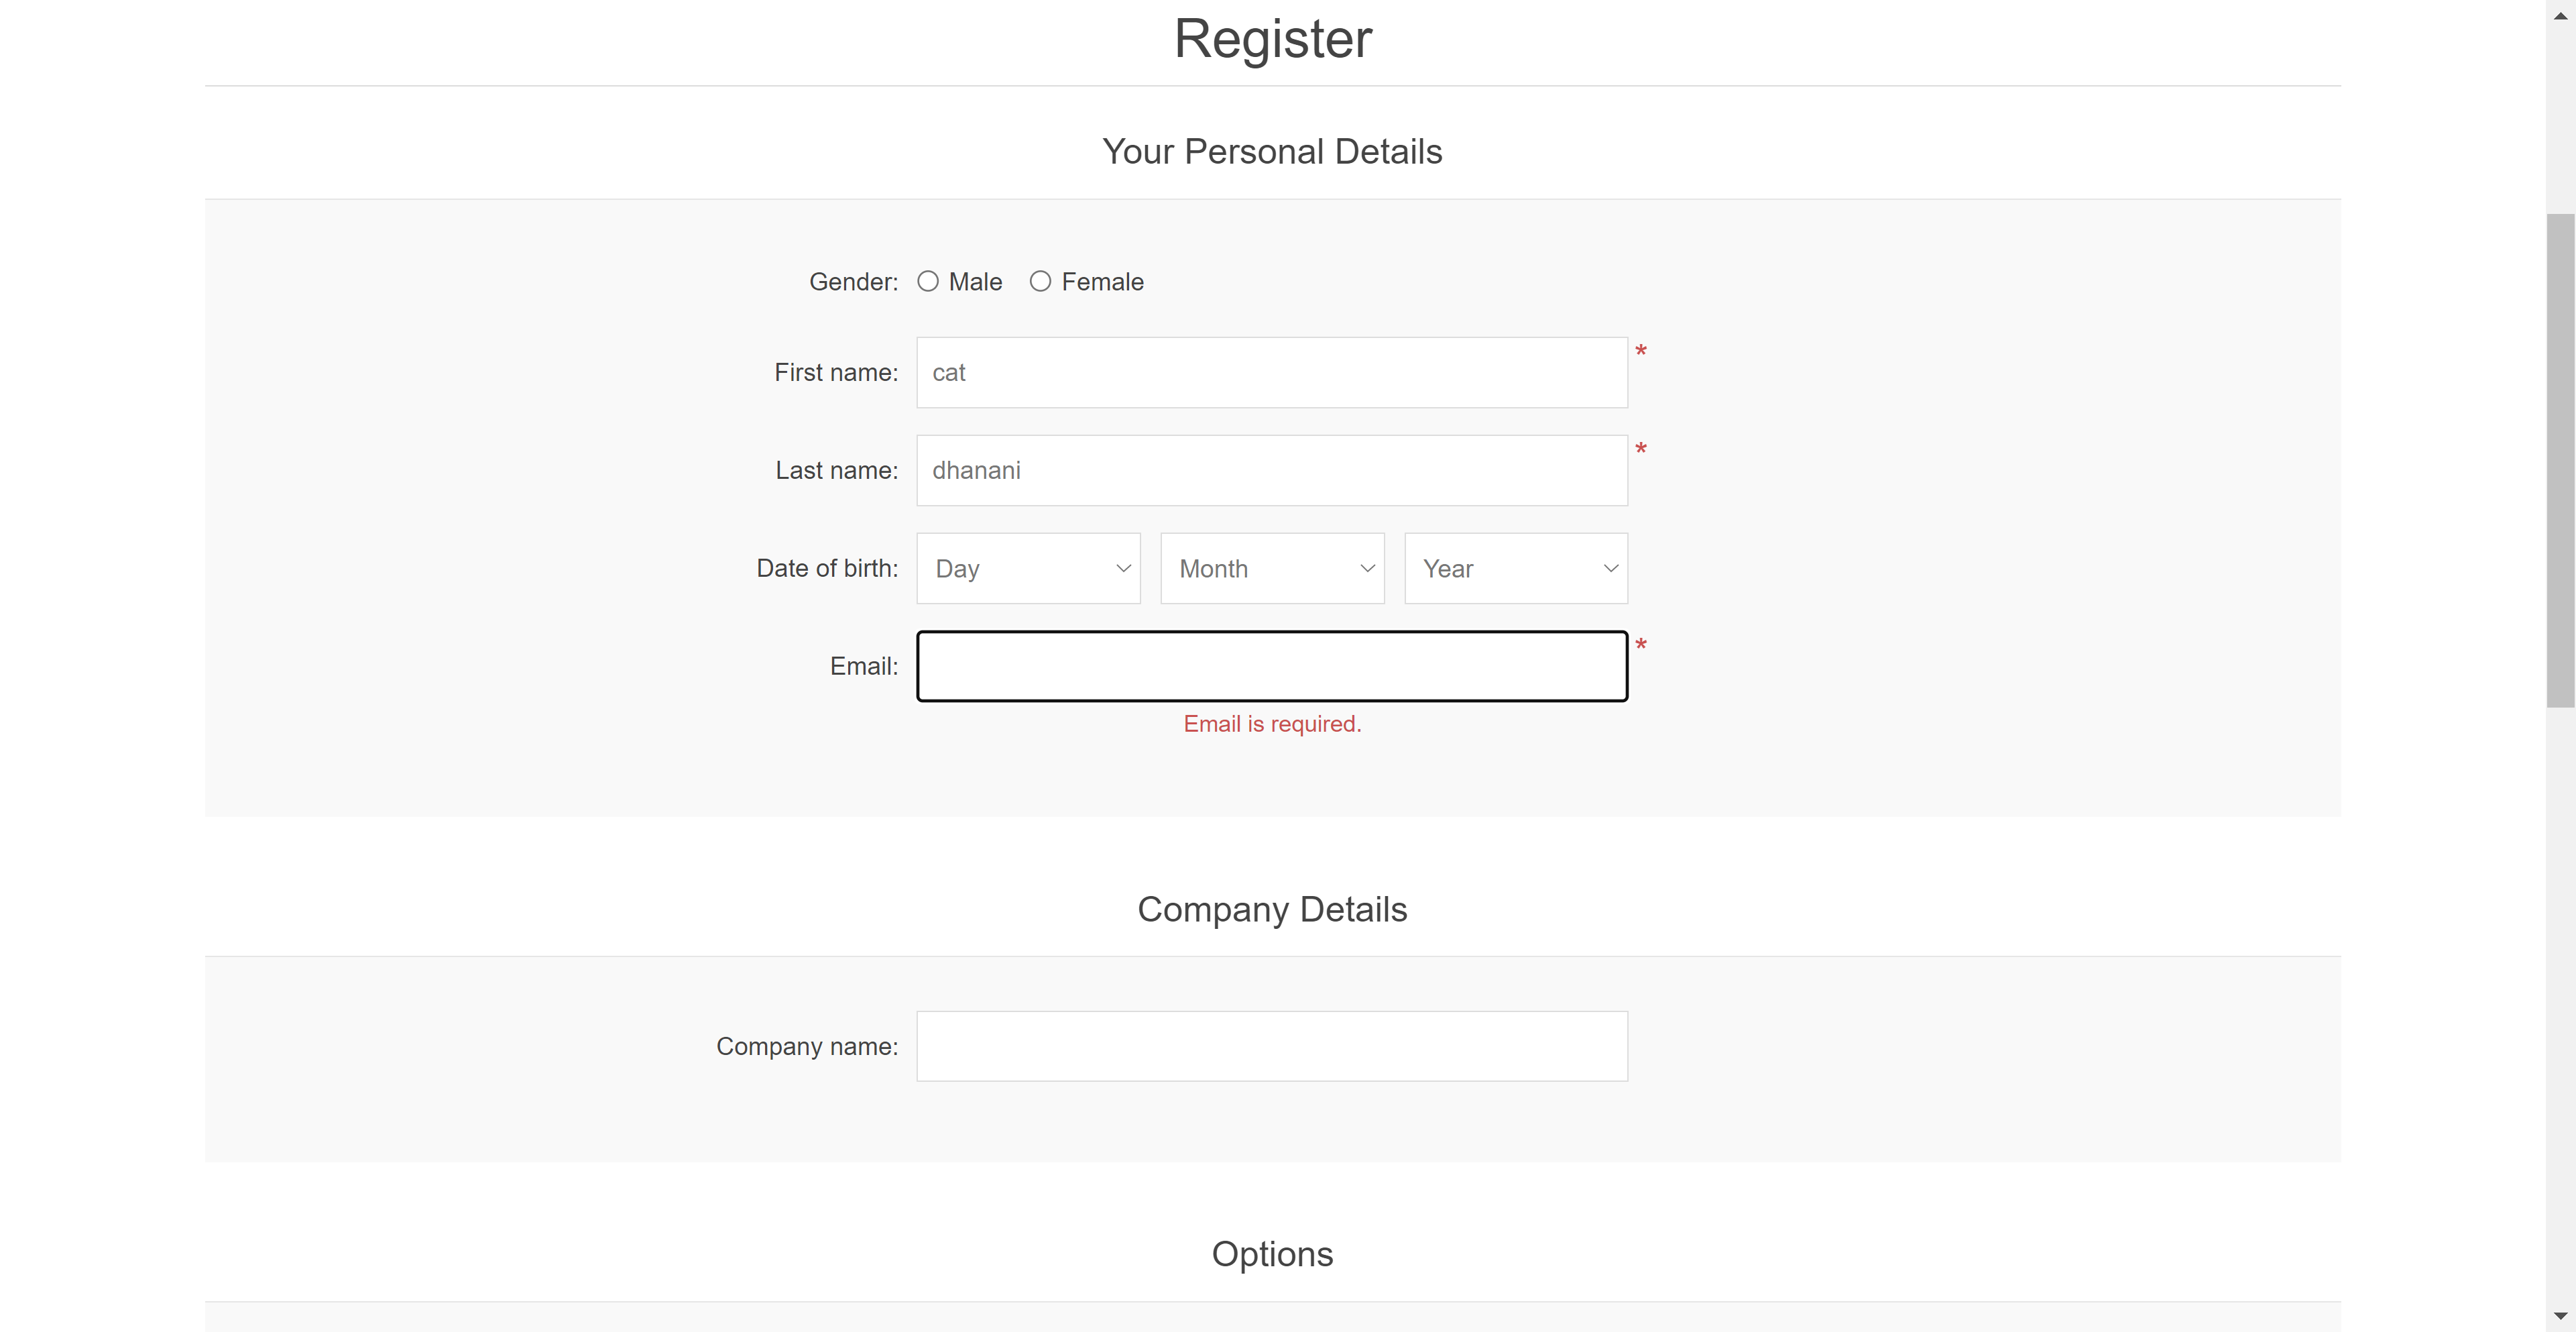 Register
Your Personal Details
Gender: Male Female
First name: cat *
Last name: dhanani *
Date of birth: Day Month Year
Email: *
Email is required.
Company Details
Company name:
Options